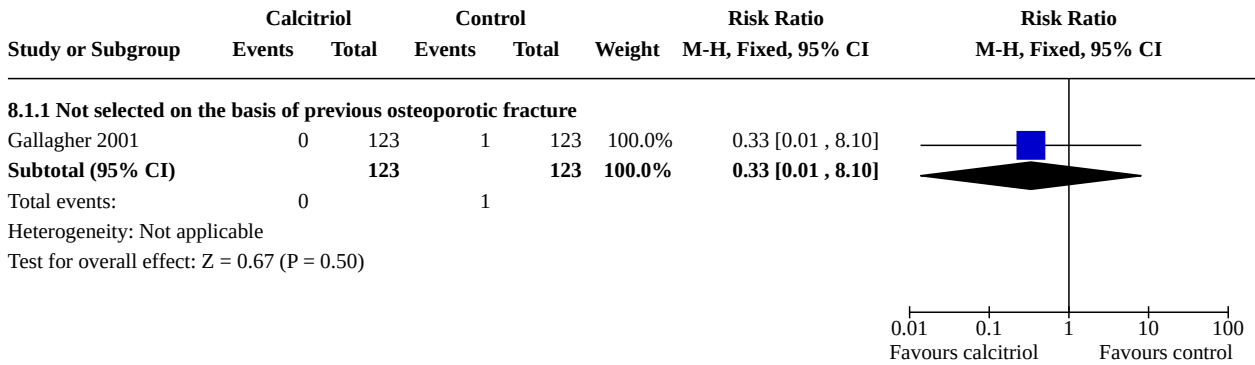 Calcitriol Control Risk Ratio Risk Ratio
Study or Subgroup Events Total Events Total Weight M-H, Fixed, 95% CI M-H, Fixed, 95% CI
8.1.1 Not selected on the basis of previous osteoporotic fracture
Gallagher 2001 0 123 1 123 100.0% 0.33 [0.01 , 8.10]
Subtotal (95% CI) 123 123 100.0% 0.33 [0.01 , 8.10]
Total events: 0 1
Heterogeneity: Not applicable
Test for overall effect: Z = 0.67 (P = 0.50)
0.01 0.1 1 10 100
Favours calcitriol Favours control